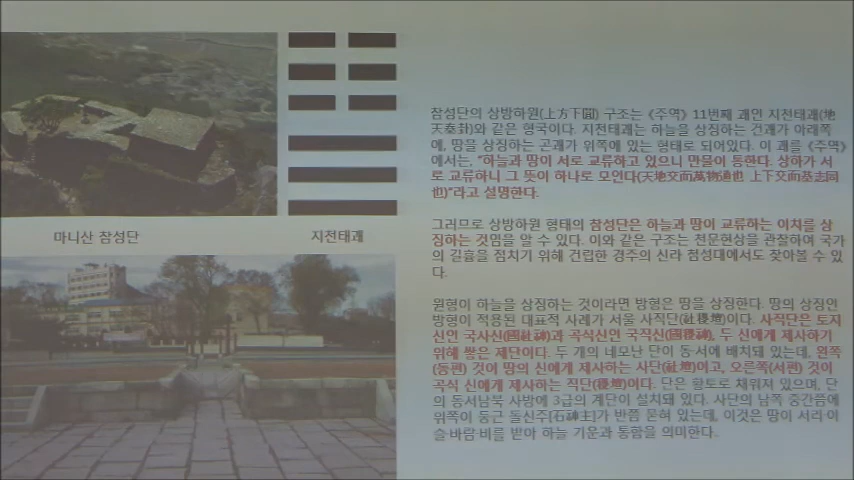 마니산 참성단
지천태괘
참성단의 상방하원(上方下圓) 구조는 《주역》 11번째 괘인 지천태괘(地
天泰卦)와 같은 형국이다. 지천태괘는 하늘을 상징하는 건괘가 아래쪽
에, 땅을 상징하는 곤괘가 위쪽에 있는 형태로 되어있다. 이 괘를 《주역》
에서는, "하늘과 땅이 서로 교류하고 있으니 만물이 통한다. 상하가 서
로 교류하니 그 뜻이 하나로 모인다(天地交而萬物通也 上下交而其志同
也)"라고 설명한다.
그러므로 상방하원 형태의 참성단은 하늘과 땅이 교류하는 이치를 상
징하는 것임을 알 수 있다. 이와 같은 구조는 천문현상을 관찰하여 국가
의 길흉을 점치기 위해 건립한 경주의 신라 첨성대에서도 찾아볼 수 있
다.
원형이 하늘을 상징하는 것이라면 방형은 땅을 상징한다. 땅의 상징인
방형이 적용된 대표적 사례가 서울 사직단(社稷壇)이다. 사직단은 토지
신인 국사신(國社神)과 곡식신인 국직신(國稷神), 두 신에게 제사하기
위해 쌓은 제단이다. 두 개의 네모난 단이 동·서에 배치돼 있는데, 왼쪽
(동편) 것이 땅의 신에게 제사하는 사단(社壇)이고, 오른쪽(서편) 것이
곡식 신에게 제사하는 직단(稷壇)이다. 단은 황토로 채워져 있으며, 단
의 동서남북 사방에 3급의 계단이 설치돼 있다. 사단의 남쪽 중간쯤에
위쪽이 둥근 돌신주[石神主]가 반쯤 묻혀 있는데, 이것은 땅이 서리·이
슬·바람·비를 받아 하늘 기운과 통함을 의미한다.